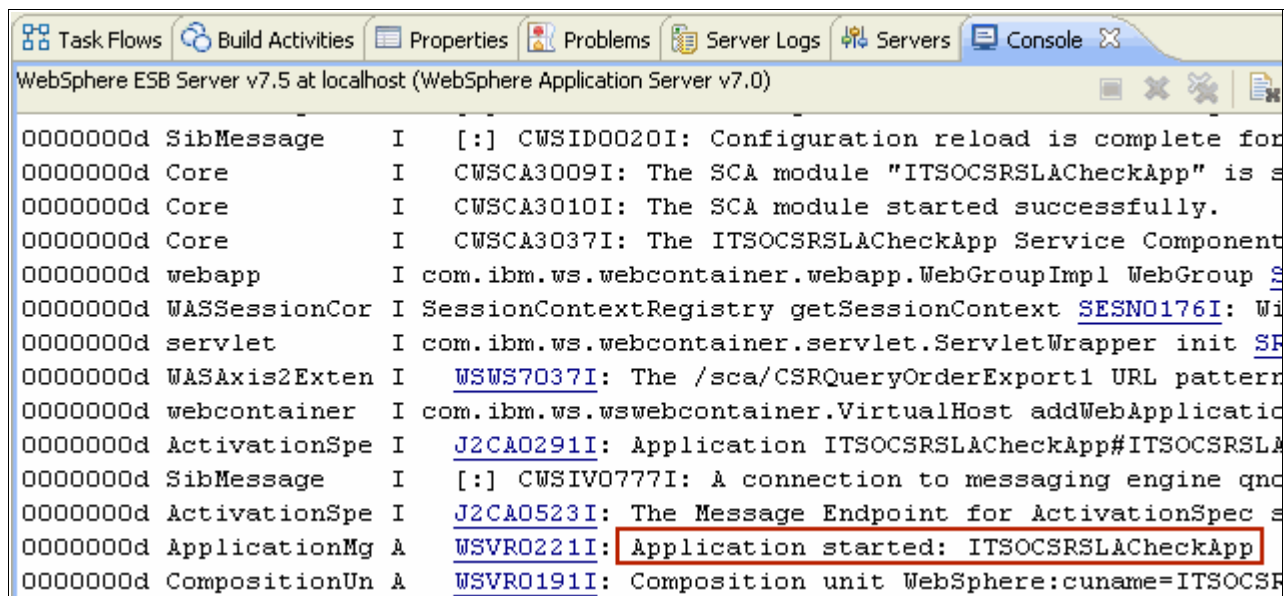 Task Flows Build Activities Properties Problems Server Logs Servers Console
WebSphere ESB Server v7.5 at localhost (WebSphere Application Server v7.0)
0000000d SibMessage I [:] CWSID0020I: Configuration reload is complete for
0000000d Core I CWSCA3009I: The SCA module "ITSOCSRSLACheckApp" is s
0000000d Core I CWSCA3010I: The SCA module started successfully.
0000000d Core I CWSCA3037I: The ITSOCSRSLACheckApp Service Component
0000000d webapp I com.ibm.ws.webcontainer.webapp.WebGroupImpl WebGroup S
0000000d WASSessionCor I SessionContextRegistry getSessionContext SESN0176I: Wi
0000000d servlet I com.ibm.ws.webcontainer.servlet.ServletWrapper init SR
0000000d WASAxis2Exten I WSWS7037I: The /sca/CSRQueryOrderExport1 URL pattern
0000000d webcontainer I com.ibm.ws.wswebcontainer.VirtualHost addWebApplicatio
0000000d ActivationSpe I J2CA0291I: Application ITSOCSRSLACheckApp#ITSOCSRSLA
0000000d SibMessage I [:] CWSIV0777I: A connection to messaging engine qno
0000000d ActivationSpe I J2CA0523I: The Message Endpoint for ActivationSpec s
0000000d ApplicationMg A WSVR0221I: Application started: ITSOCSRSLACheckApp
0000000d CompositionUn A WSVR0191I: Composition unit WebSphere:cuname=ITSOCSR